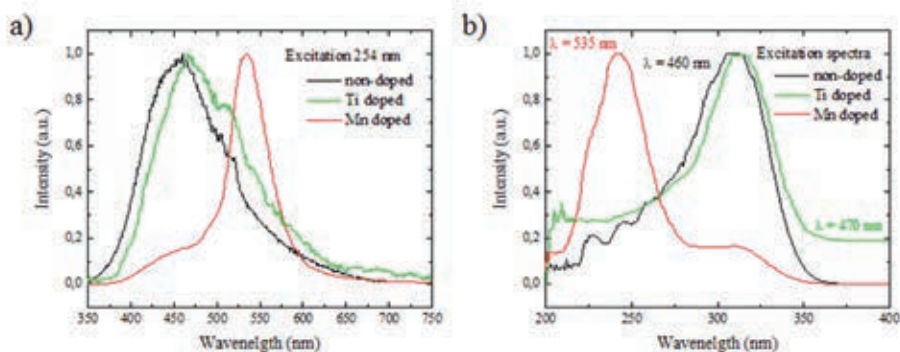 a)
Excitation 254 nm
non-doped
Ti doped
Mn doped
1,0
0,8
0,6
0,4
0,2
0,0
Intensity (a.u.)
350 400 450 500 550 600 650 700 750
Wavelength (nm)
b)
λ = 535 nm
λ = 460 nm
Excitation spectra
non-doped
Ti doped
Mn doped
λ = 470 nm
1,0
0,8
0,6
0,4
0,2
0,0
Intensity (a.u.)
200 250 300 350 400
Wavelength (nm)